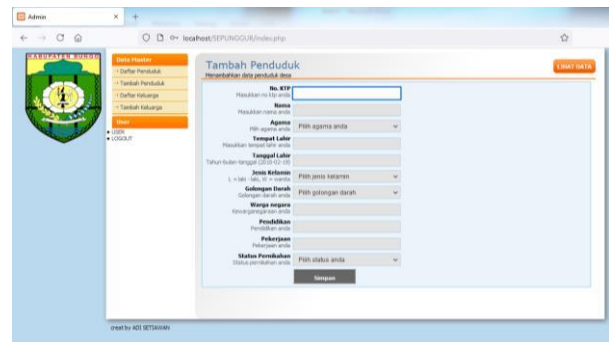 Admin
localhost/SEPUNGGUR/index.php
KABUPATEN BUNGO
Data Master
Daftar Penduduk
Tambah Penduduk
Daftar Keluarga
Tambah Keluarga
User
USER
LOGOUT
Tambah Penduduk
Menambahkan data penduduk desa
LIHAT DATA
No. KTP
Masukkan no ktp anda
Nama
Masukkan nama anda
Agama
Pilih agama anda
Pilih agama anda
Tempat Lahir
Masukkan tempat lahir anda
Tanggal Lahir
Tahun-bulan-tanggal (2016-02-19)
Jenis Kelamin
L = laki - laki, W = wanita
Pilih jenis kelamin
Golongan Darah
Golongan darah anda
Pilih golongan darah
Warga negara
Kewarganegaraan anda
Pendidikan
Pendidikan anda
Pekerjaan
Pekerjaan anda
Status Pernikahan
Status pernikahan anda
Pilih status anda
Simpan
creat by ADI SETIAWAN